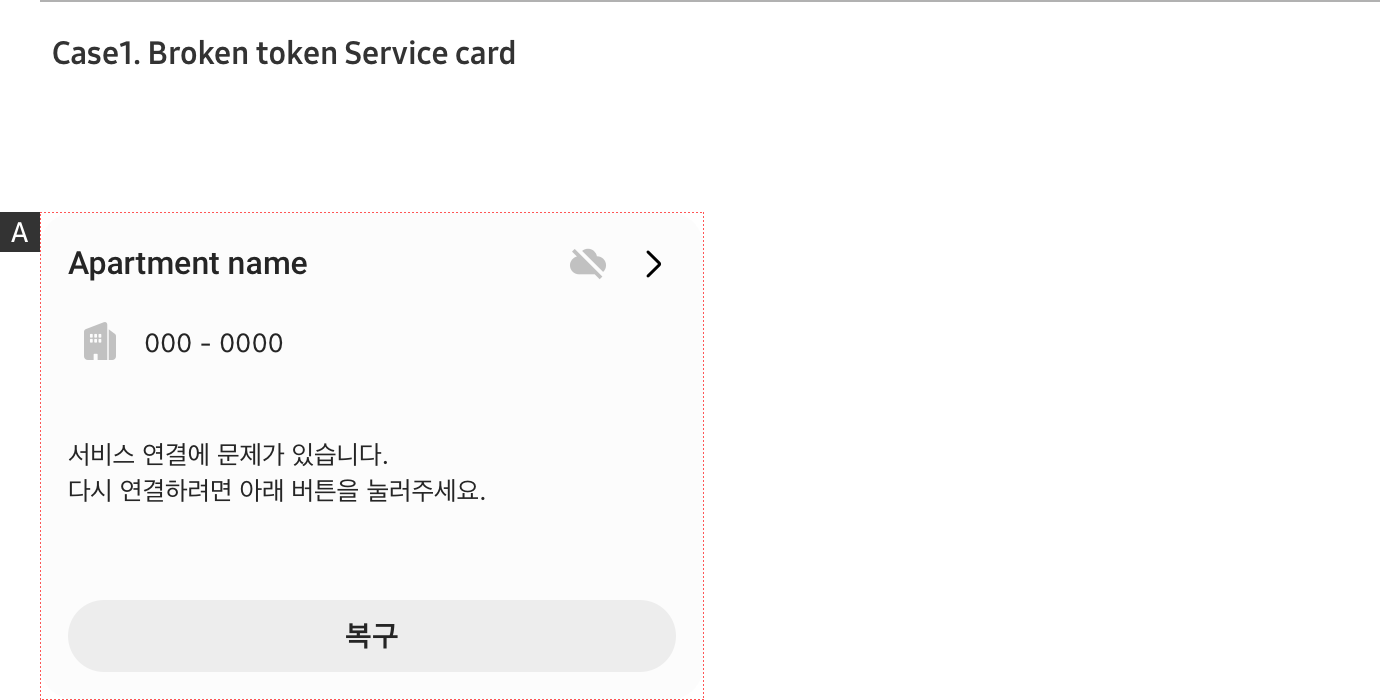 Case1. Broken token Service card
A
Apartment name
000 - 0000
서비스 연결에 문제가 있습니다.
다시 연결하려면 아래 버튼을 눌러주세요.
복구